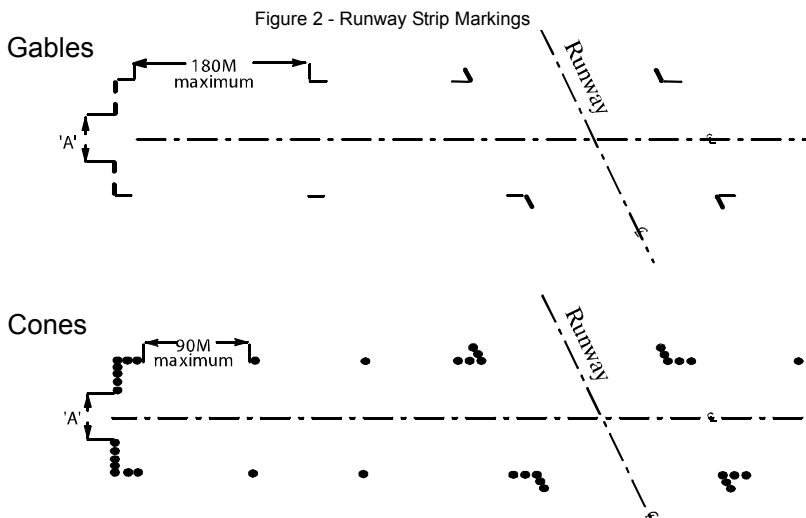 Figure 2 - Runway Strip Markings
Gables
180M
maximum
Runway
'A'
℄
℄
Cones
90M
maximum
Runway
'A'
℄
℄